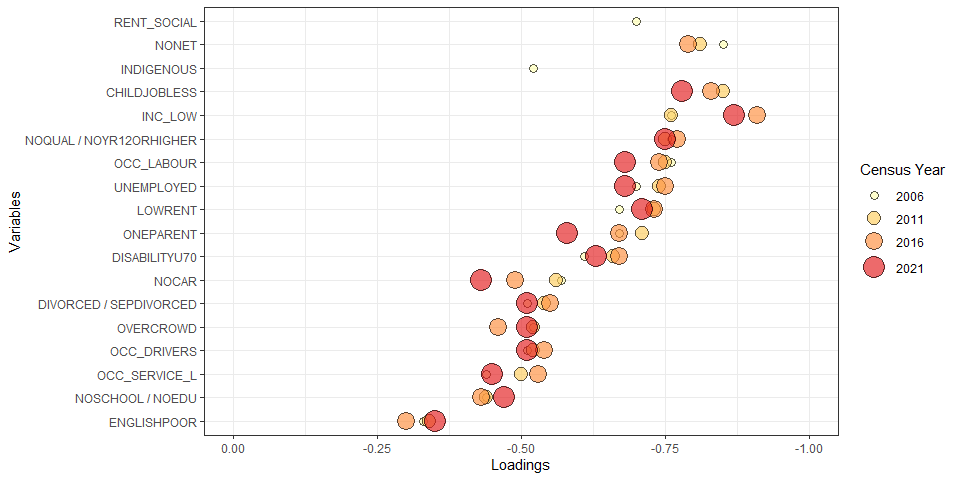 RENT_SOCIAL
NONET
INDIGENOUS
CHILDJOBLESS
INC_LOW
NOQUAL / NOYR12ORHIGHER
OCC_LABOUR
UNEMPLOYED
LOWRENT
ONEPARENT
DISABILITYU70
NOCAR
DIVORCED / SEPDIVORCED
OVERCROWD
OCC_DRIVERS
OCC_SERVICE_L
NOSCHOOL / NOEDU
ENGLISHPOOR
Variables
0.00 -0.25 -0.50 -0.75 -1.00
Loadings
Census Year
2006
2011
2016
2021